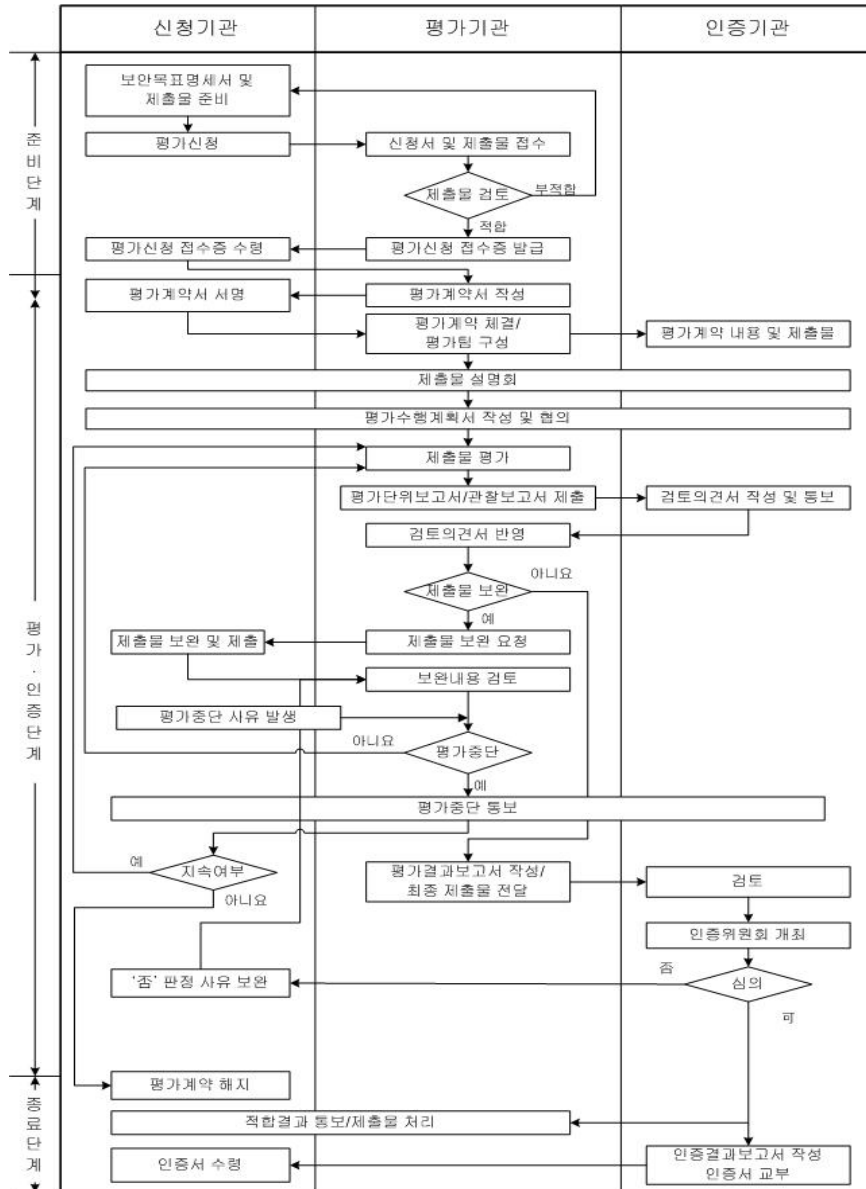 신청기관
평가기관
인증기관
준
비
단
계
보안목표명세서 및
제출물 준비
평가신청
신청서 및 제출물 접수
제출물 검토
부적합
적합
평가신청 접수증 수령
평가신청 접수증 발급
평
가
·
인
증
단
계
평가계약서 서명
평가계약서 작성
평가계약 체결/
평가팀 구성
평가계약 내용 및 제출물
제출물 설명회
평가수행계획서 작성 및 협의
제출물 평가
평가단위보고서/관찰보고서 제출
검토의견서 작성 및 통보
검토의견서 반영
제출물 보완
아니요
예
제출물 보완 및 제출
제출물 보완 요청
보완내용 검토
평가중단 사유 발생
아니요
평가중단
예
평가중단 통보
예
지속여부
아니요
평가결과보고서 작성/
최종 제출물 전달
검토
인증위원회 개최
'否' 판정 사유 보완
否
심의
可
종
료
단
계
평가계약 해지
적합결과 통보/제출물 처리
인증서 수령
인증결과보고서 작성
인증서 교부